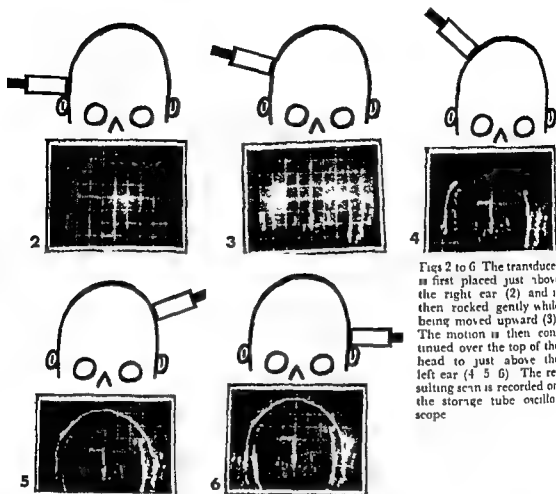 2
3
4
Figs 2 to 6 The transducer
is first placed just above
the right ear (2) and is
then rocked gently while
being moved upward (3)
The motion is then con
tinued over the top of the
head to just above the
left ear (4 5 6) The re
sulting scan is recorded on
the storage tube oscillo
scope
5
6